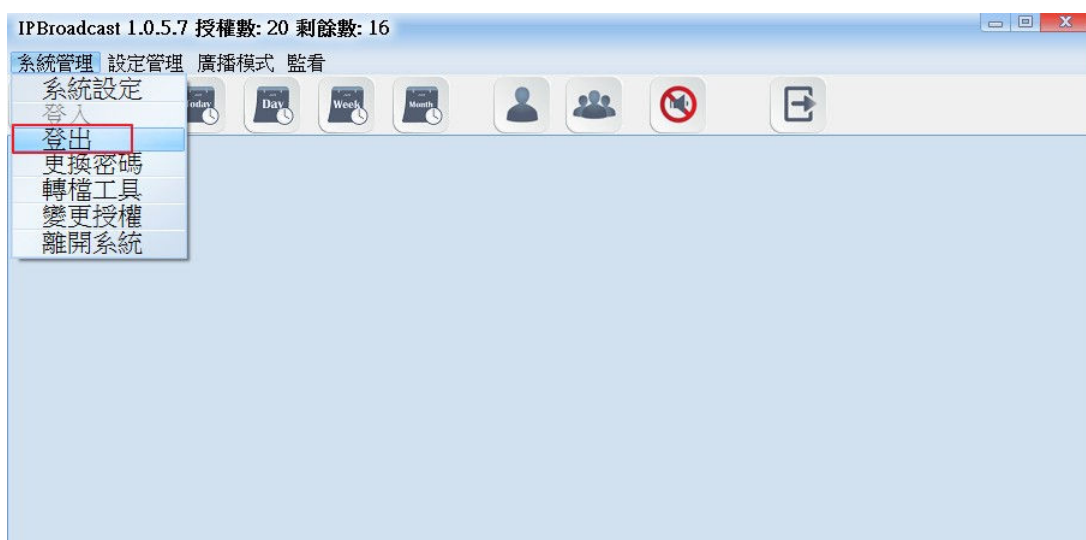 IPBroadcast 1.0.5.7 授權數: 20 剩餘數: 16
系統管理 設定管理 廣播模式 監看
系統設定
登入
登出
更換密碼
轉檔工具
變更授權
離開系統
Day
Week
Month